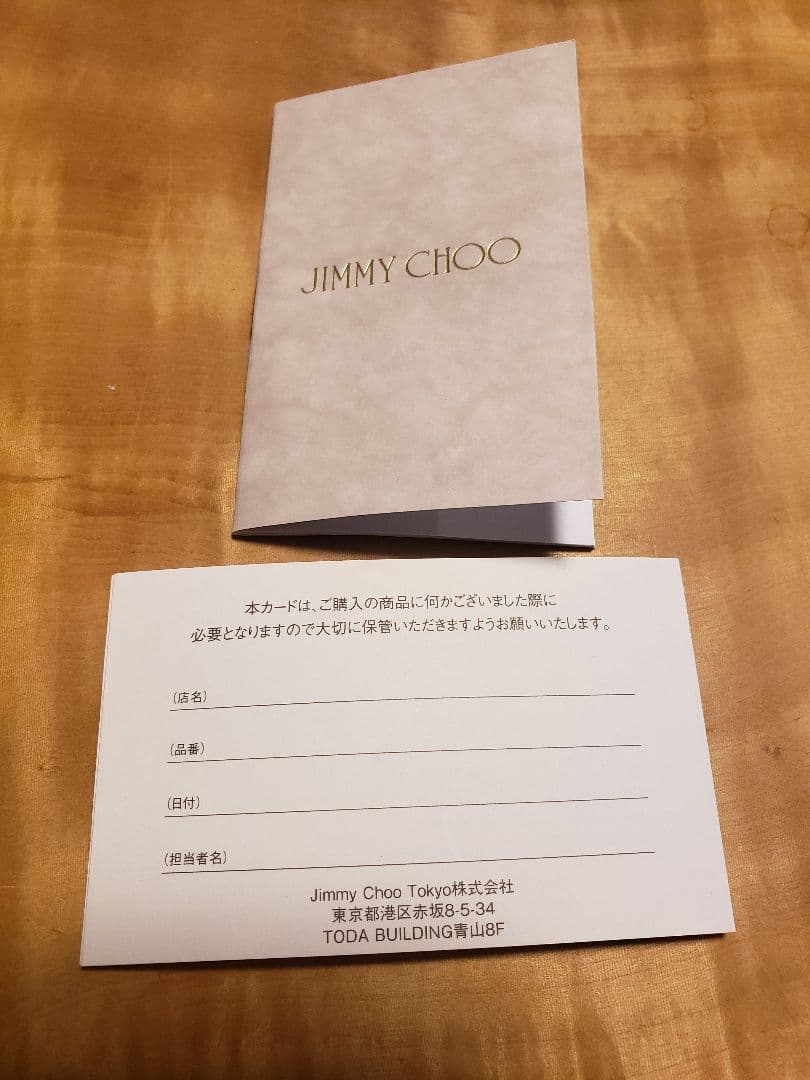 JIMMY CHOO
本カードは、ご購入の商品に何かございました際に
必要となりますので大切に保管いただきますようお願いいたします。
(店名)
(品番)
(日付)
(担当者名)
Jimmy Choo Tokyo株式会社
東京都港区赤坂8-5-34
TODA BUILDING青山8F